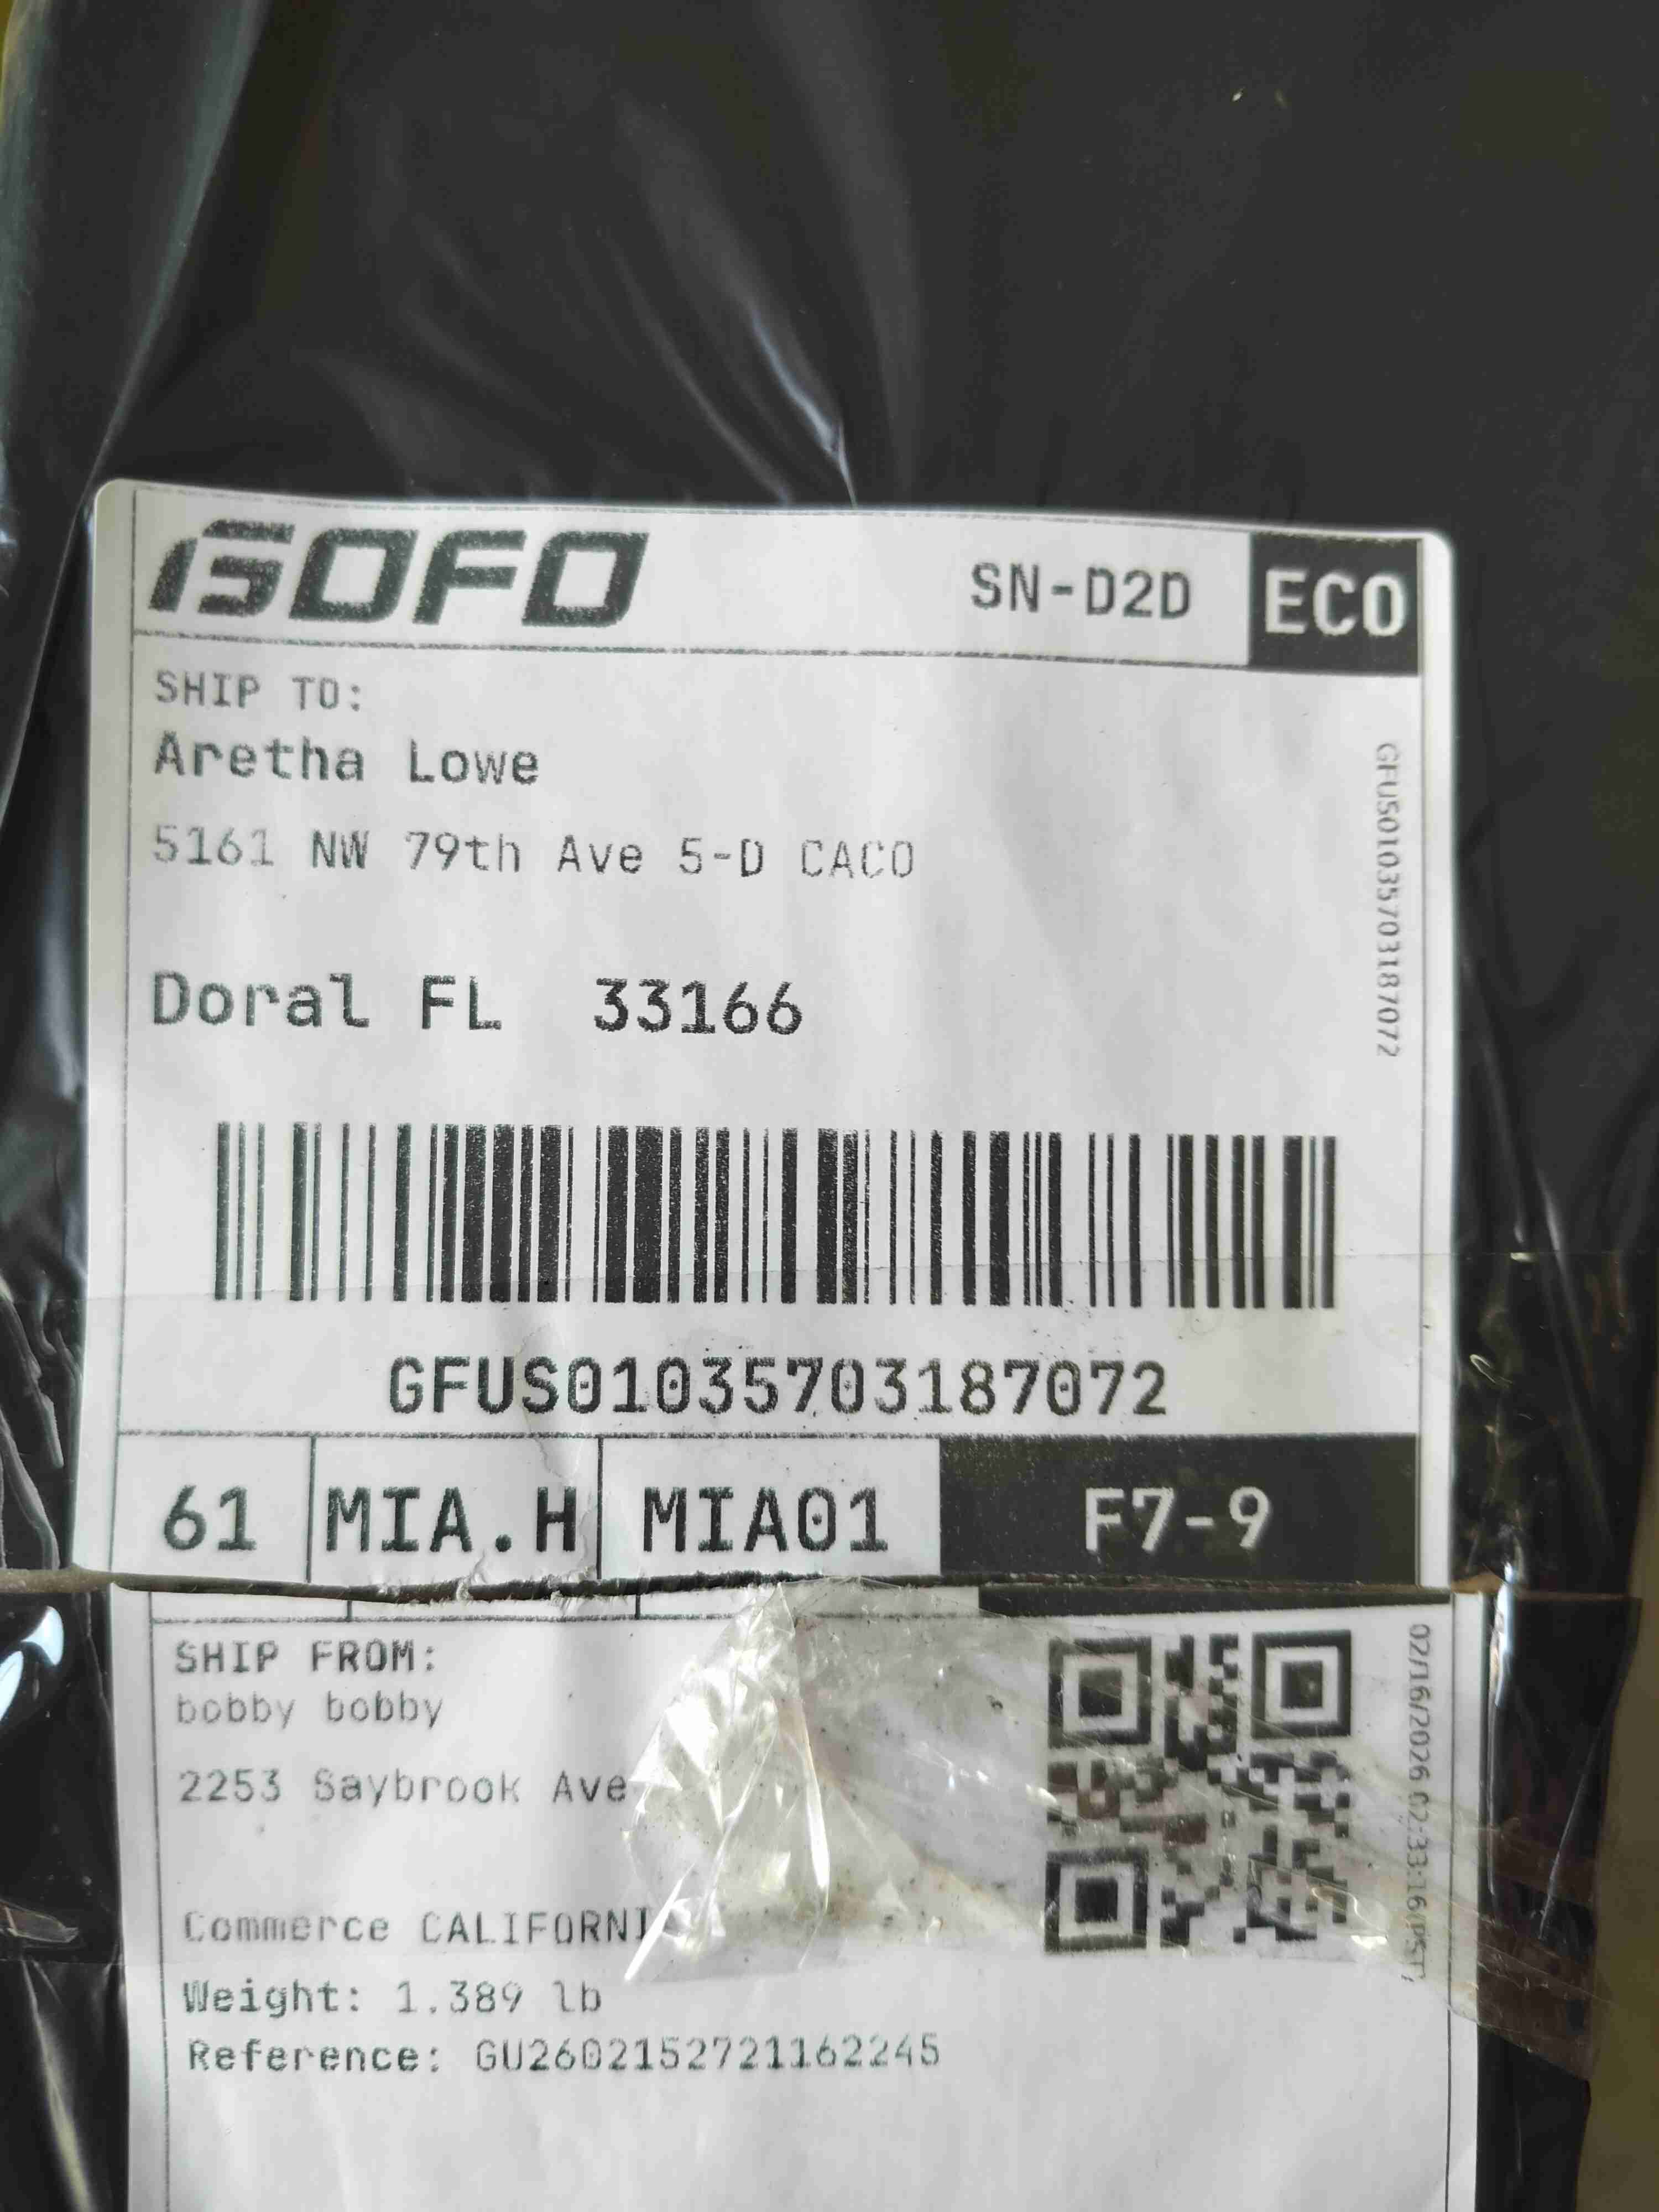 GOFO SN-D2D ECO
SHIP TO:
Aretha Lowe
5161 NW 79th Ave 5-D CACO
Doral FL 33166
GFUS01035703187072
GFUS01035703187072
61 MIA.H MIA01 F7-9
SHIP FROM:
bobby bobby
2253 Saybrook Ave
Commerce CALIFORNI
Weight: 1.389 lb
Reference: GU2602152721162245
02/16/2026 02:33:16(PST)